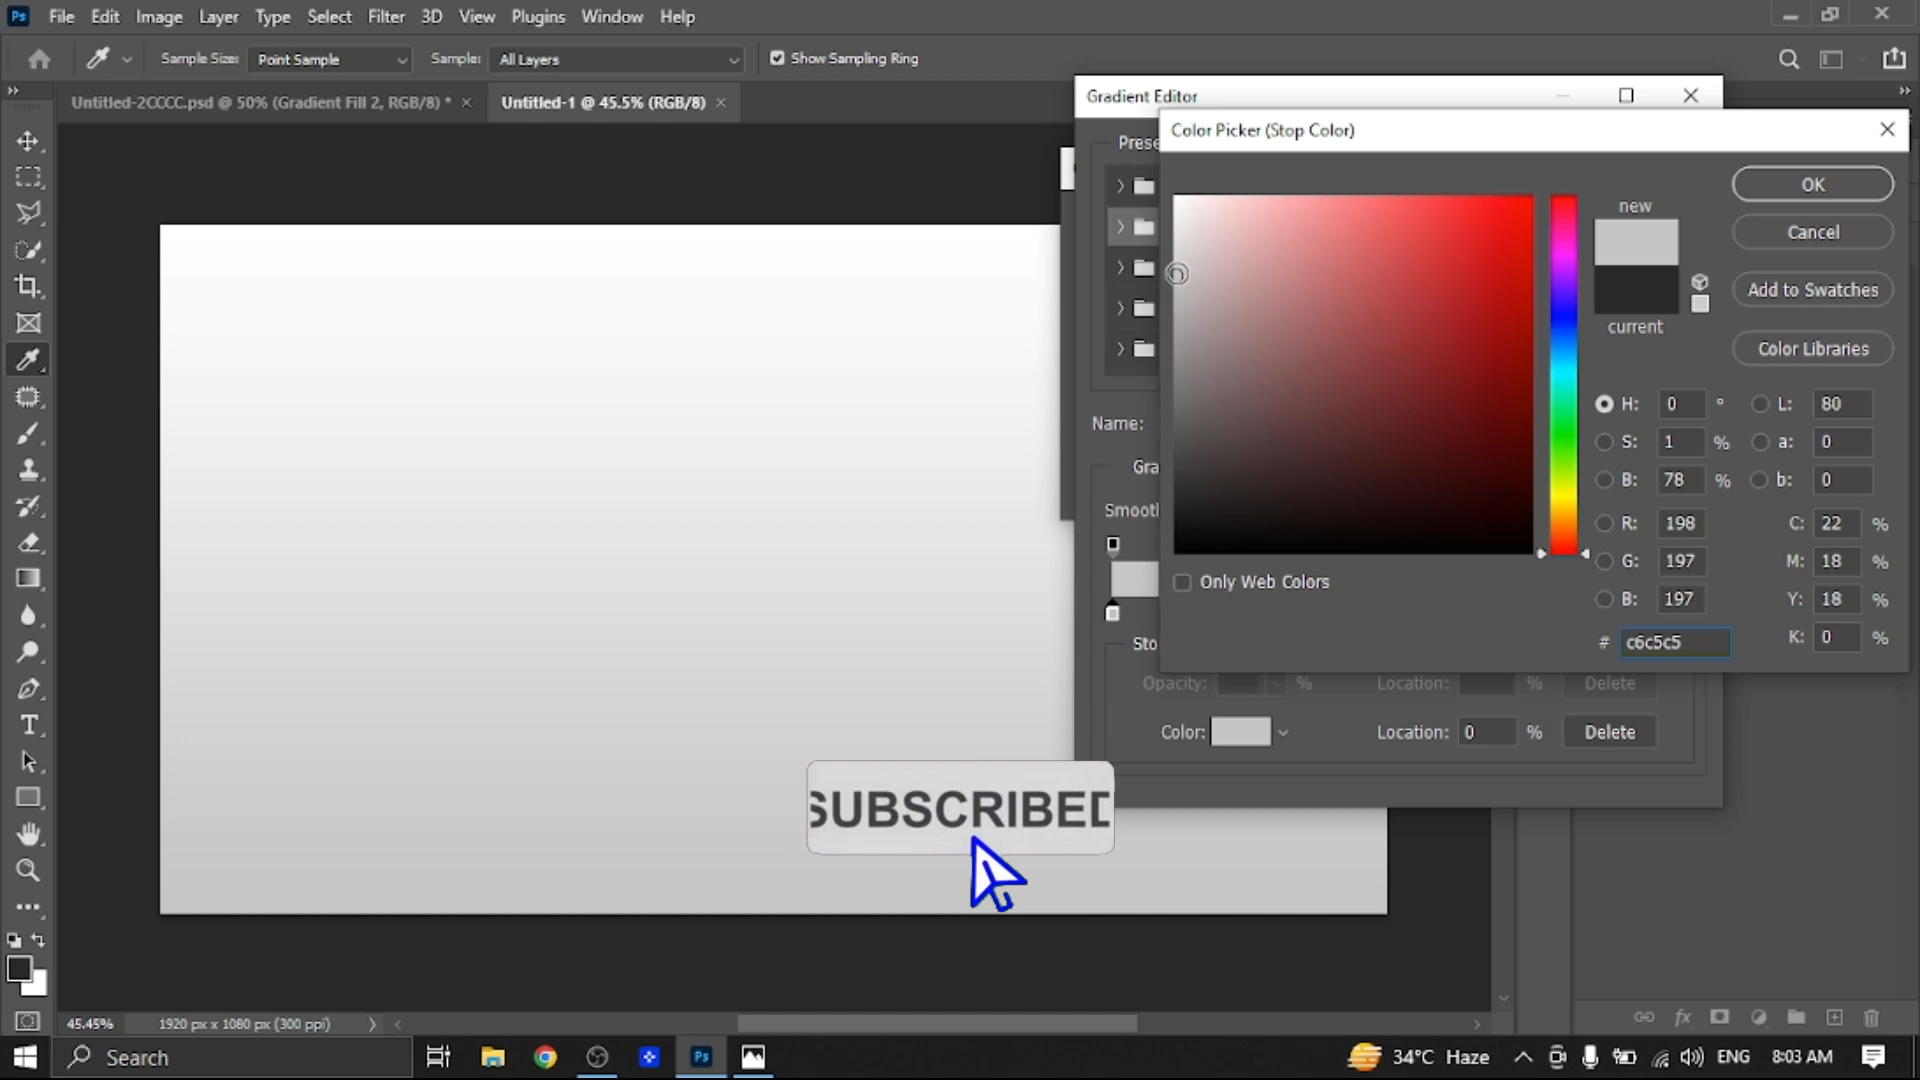 Ps File Edit Image Layer Type Select Filter 3D View Plugins Window Help
Sample Size: Point Sample Sample: All Layers Show Sampling Ring
Untitled-2CCCC.psd @ 50% (Gradient Fill 2, RGB/8) * × Untitled-1 @ 45.5% (RGB/8) ×
Gradient Editor
Color Picker (Stop Color)
Prese
OK
new
Cancel
Add to Swatches
current
Color Libraries
H: 0 ° L: 80
Name:
S: 1 % a: 0
Gra
B: 78 % b: 0
Smooth
R: 198 C: 22 %
G: 197 M: 18 %
Only Web Colors
B: 197 Y: 18 %
Sto
# c6c5c5 K: 0 %
Opacity: % Location: % Delete
Color: Location: 0 % Delete
SUBSCRIBED
T
45.45% 1920 px x 1080 px (300 ppi)
fx
Search
Ps
34°C Haze ENG 8:03 AM